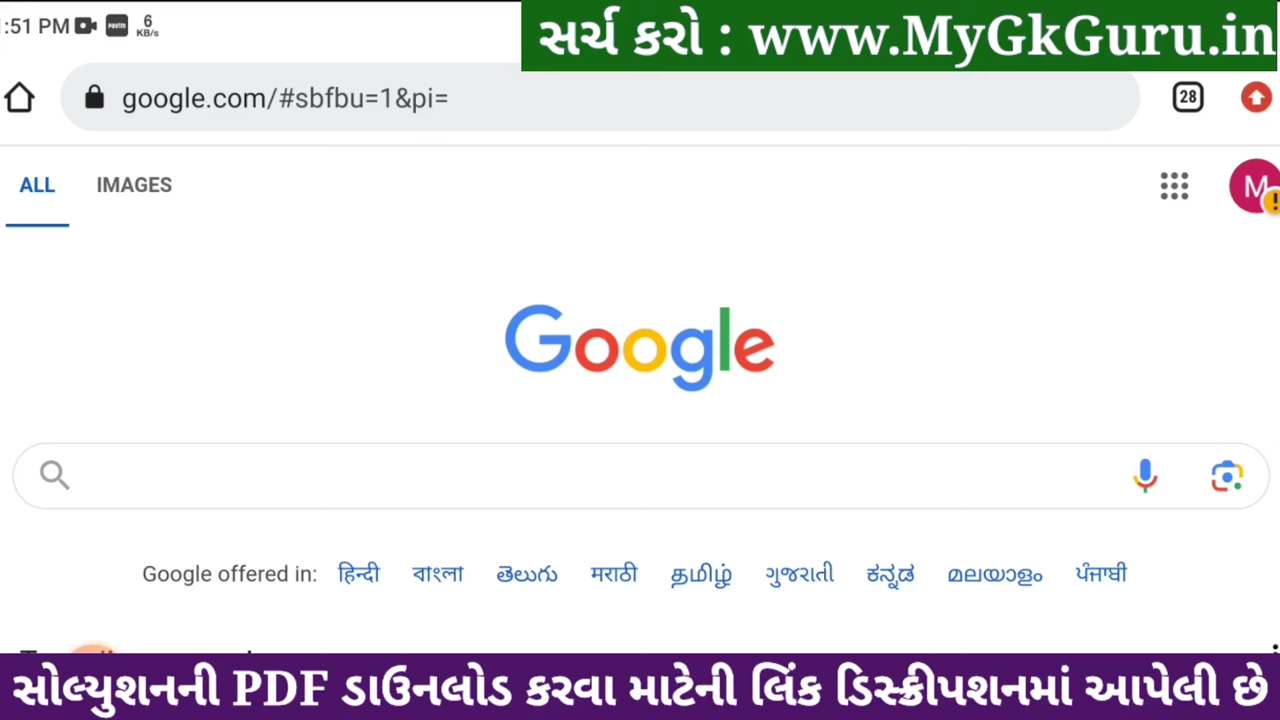 :51 PM 6 KB/s
સર્ચ કરો : www.MyGkGuru.in
google.com/#sbfbu=1&pi= 28
ALL IMAGES M
Google
Google offered in: हिन्दी বাংলা తెలుగు मराठी தமிழ் ગુજરાતી ಕನ್ನಡ മലയാളം ਪੰਜਾਬੀ
સોલ્યુશનની PDF ડાઉનલોડ કરવા માટેની લિંક ડિસ્ક્રીપશનમાં આપેલી છે